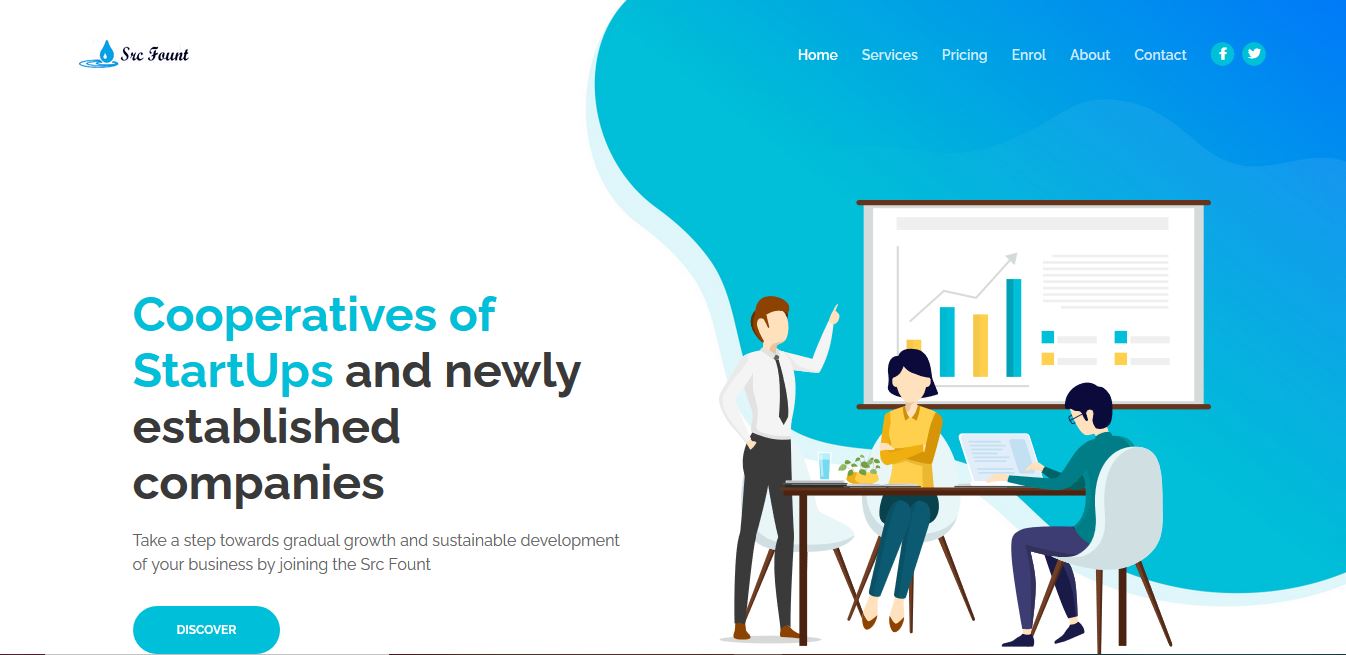 Src Fount
Home Services Pricing Enrol About Contact
Cooperatives of
StartUps and newly
established
companies
Take a step towards gradual growth and sustainable development
of your business by joining the Src Fount
DISCOVER